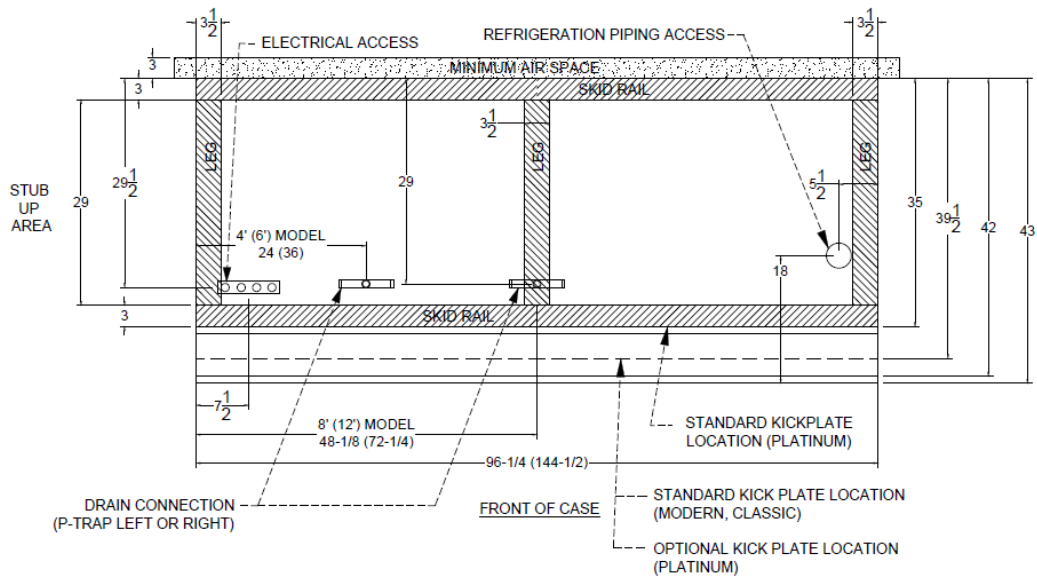 3 1/2
ELECTRICAL ACCESS
REFRIGERATION PIPING ACCESS
3 1/2
3
MINIMUM AIR SPACE
3
SKID RAIL
LEG
3 1/2
LEG
LEG
STUB
UP
AREA
29
29 1/2
29
5 1/2
35
39 1/2
42
43
4' (6') MODEL
24 (36)
18
3
SKID RAIL
7 1/2
8' (12') MODEL
48-1/8 (72-1/4)
STANDARD KICKPLATE
LOCATION (PLATINUM)
96-1/4 (144-1/2)
DRAIN CONNECTION
(P-TRAP LEFT OR RIGHT)
FRONT OF CASE
STANDARD KICK PLATE LOCATION
(MODERN, CLASSIC)
OPTIONAL KICK PLATE LOCATION
(PLATINUM)